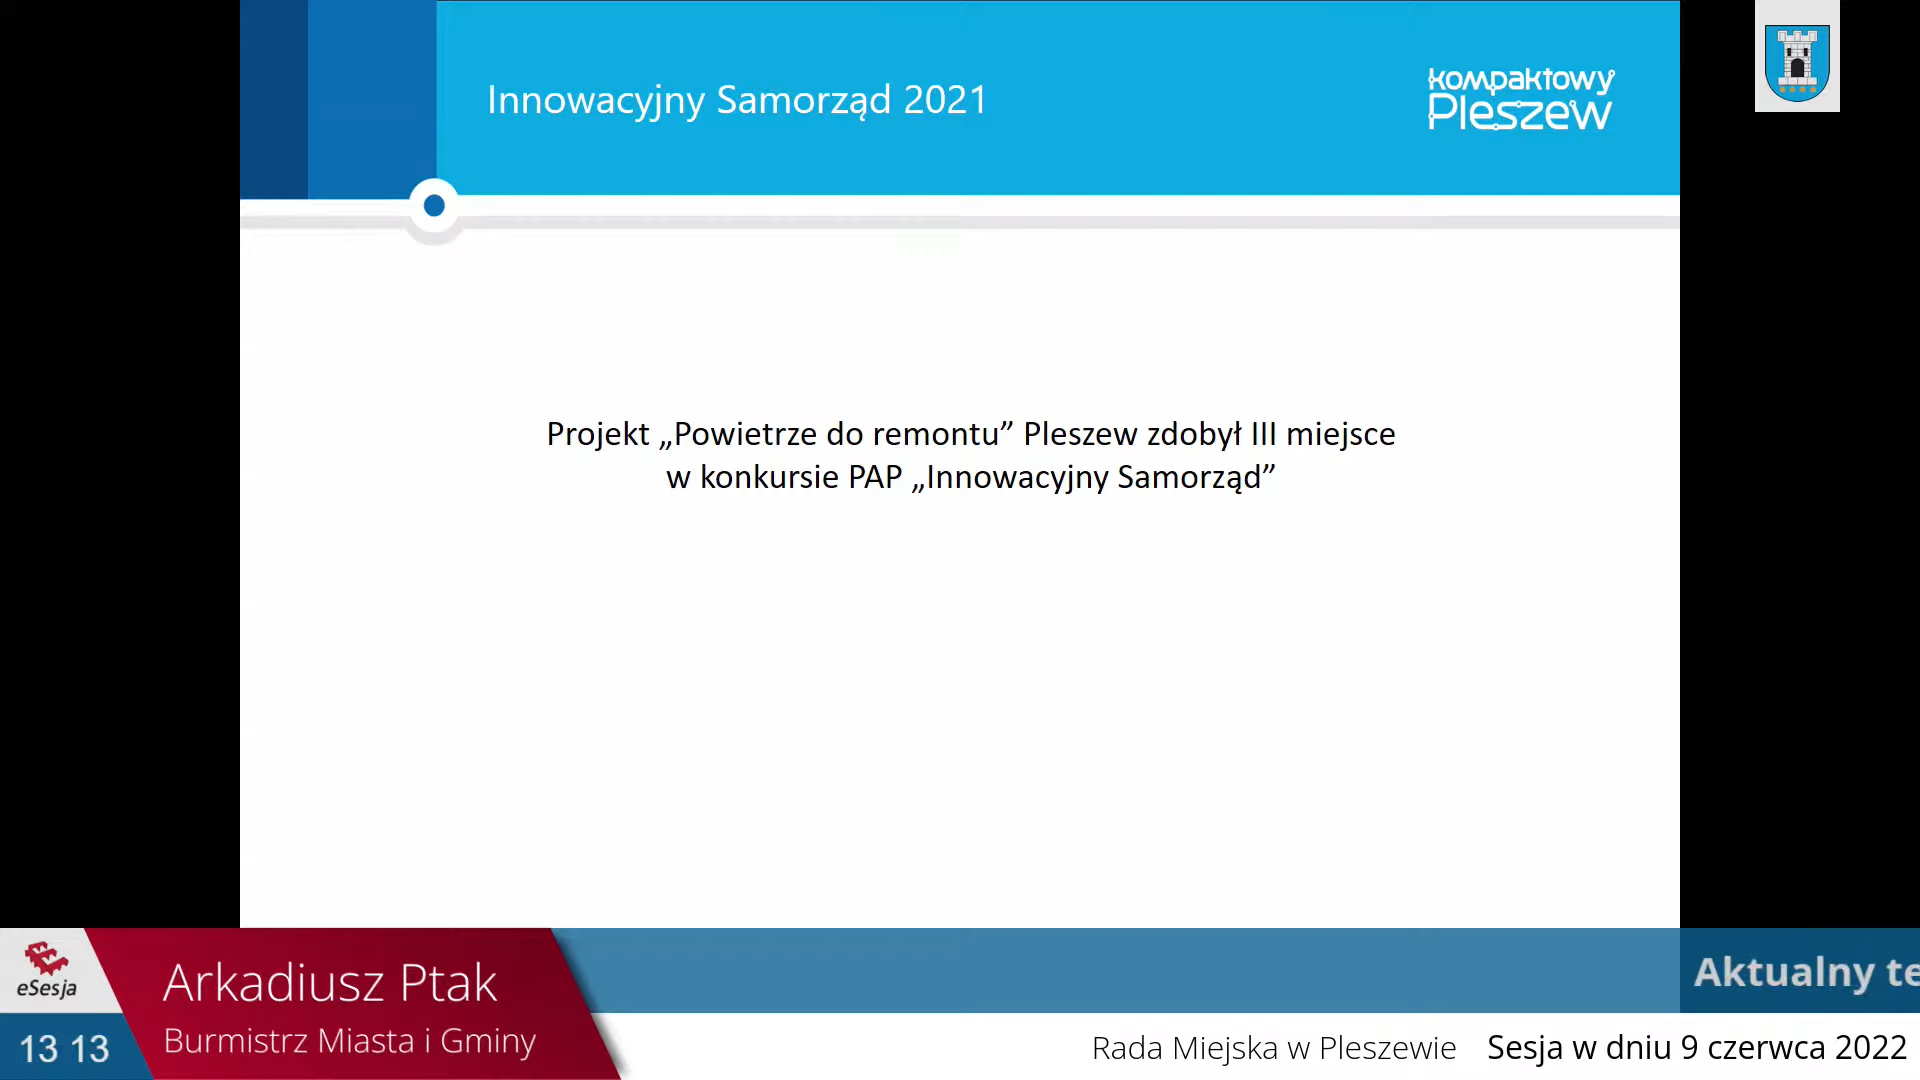 Innowacyjny Samorząd 2021
kompaktowy
Pleszew
Projekt „Powietrze do remontu” Pleszew zdobył III miejsce
w konkursie PAP „Innowacyjny Samorząd”
eSesja
Arkadiusz Ptak
Burmistrz Miasta i Gminy
13 13
Aktualny te
Rada Miejska w Pleszewie Sesja w dniu 9 czerwca 2022